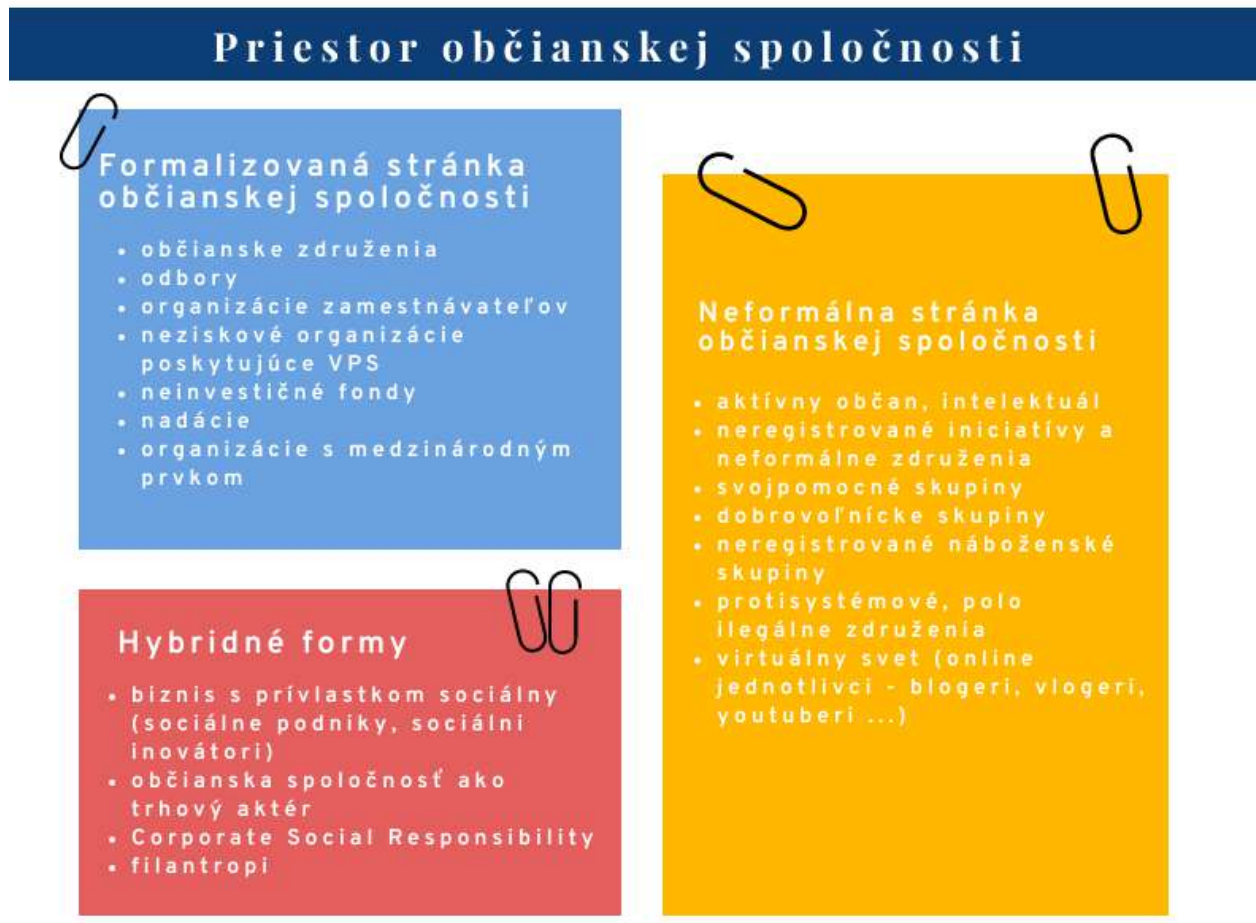 Priestor občianskej spoločnosti
Formalizovaná stránka
občianskej spoločnosti
• občianske združenia
• odbory
• organizácie zamestnávateľov
• neziskové organizácie
poskytujúce VPS
• neinvestičné fondy
• nadácie
• organizácie s medzinárodným
prvkom
Hybridné formy
• biznis s prívlastkom sociálny
(sociálne podniky, sociálni
inovátori)
• občianska spoločnosť ako
trhový aktér
• Corporate Social Responsibility
• filantropi
Neformálna stránka
občianskej spoločnosti
• aktívny občan, intelektuál
• neregistrované iniciatívy a
neformálne združenia
• svojpomocné skupiny
• dobrovoľnícke skupiny
• neregistrované náboženské
skupiny
• protisystémové, polo
ilegálne združenia
• virtuálny svet (online
jednotlivci - blogeri, vlogeri,
youtuberi ...)